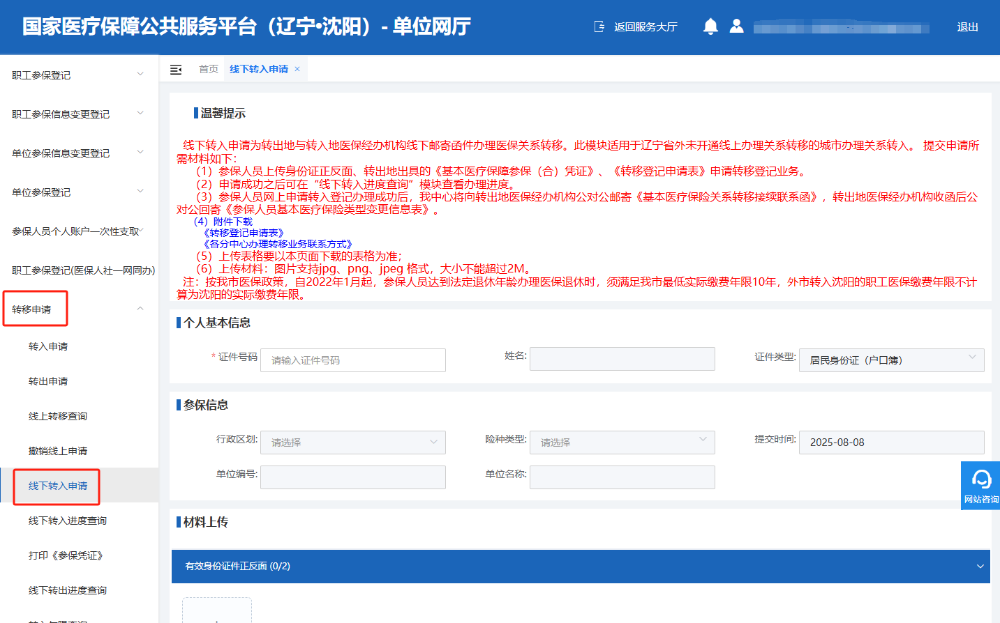 国家医疗保障公共服务平台（辽宁•沈阳）- 单位网厅
返回服务大厅
退出
职工参保登记
职工参保信息变更登记
单位参保信息变更登记
单位参保登记
参保人员个人账户一次性支取
职工参保登记(医保人社一网同办)
转移申请
转入申请
转出申请
线上转移查询
撤销线上申请
线下转入申请
线下转入进度查询
打印《参保凭证》
线下转出进度查询
首页
线下转入申请 ×
温馨提示
线下转入申请为转出地与转入地医保经办机构线下邮寄函件办理医保关系转移。此模块适用于辽宁省外未开通线上办理关系转移的城市办理关系转入。 提交申请所
需材料如下：
（1）参保人员上传身份证正反面、转出地出具的《基本医疗保障参保（合）凭证》、《转移登记申请表》申请转移登记业务。
（2）申请成功之后可在“线下转入进度查询”模块查看办理进度。
（3）参保人员网上申请转入登记办理成功后，我中心将向转出地医保经办机构公对公邮寄《基本医疗保险关系转移接续联系函》，转出地医保经办机构收函后公
对公回寄《参保人员基本医疗保险类型变更信息表》。
（4）附件下载
《转移登记申请表》
《各分中心办理转移业务联系方式》
（5）上传表格要以本页面下载的表格为准；
（6）上传材料：图片支持jpg、png、jpeg 格式，大小不能超过2M。
注：按我市医保政策，自2022年1月起，参保人员达到法定退休年龄办理医保退休时，须满足我市最低实际缴费年限10年，外市转入沈阳的职工医保缴费年限不计
算为沈阳的实际缴费年限。
个人基本信息
* 证件号码 请输入证件号码
姓名:
证件类型: 居民身份证（户口簿）
参保信息
行政区划: 请选择
险种类型: 请选择
提交时间: 2025-08-08
单位编号:
单位名称:
网站咨询
材料上传
有效身份证件正反面 (0/2)